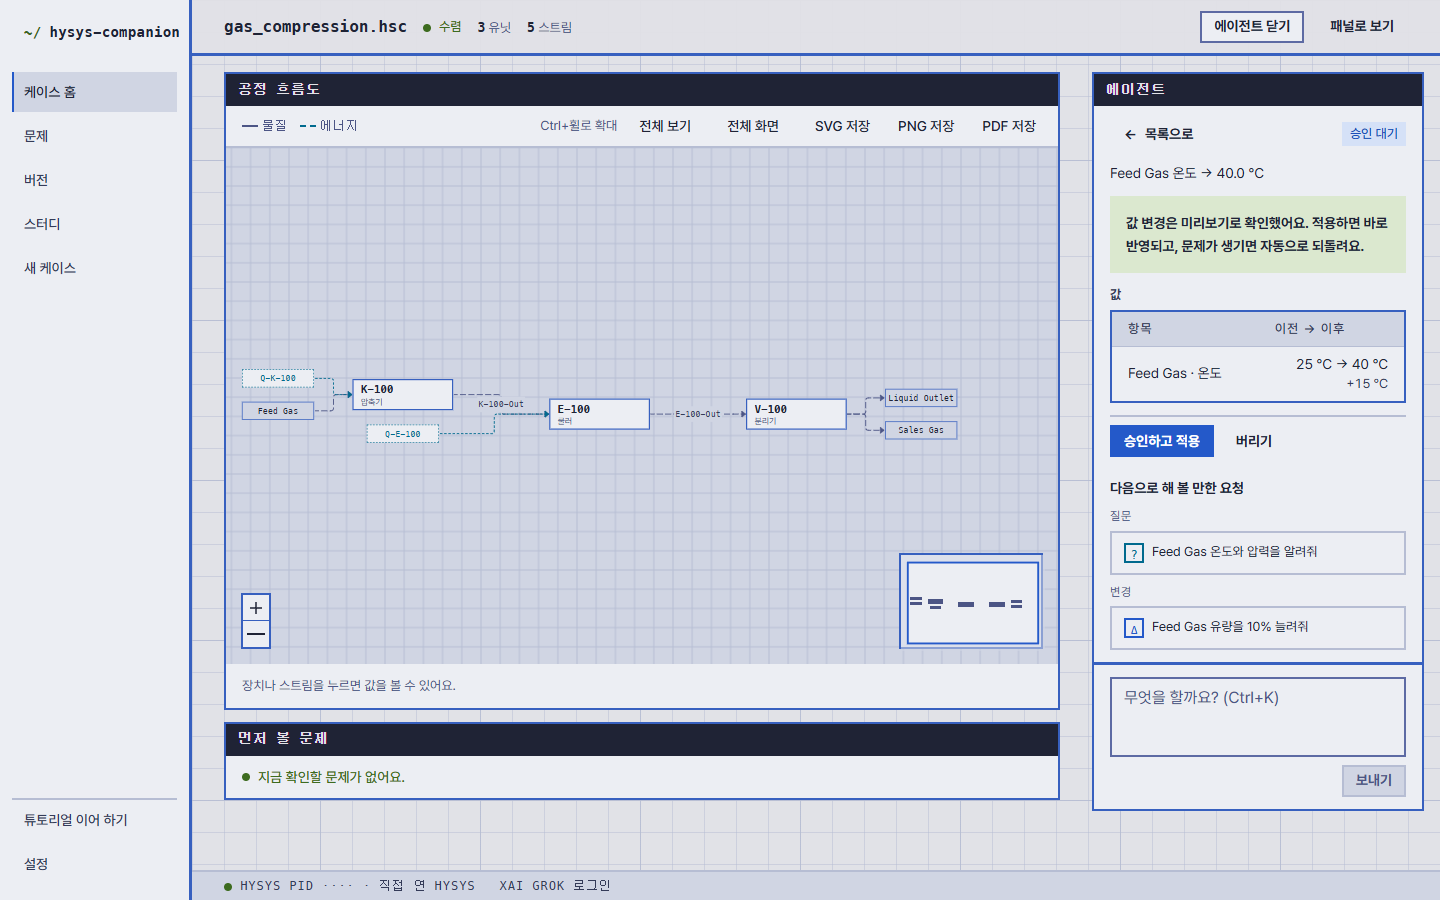 ~/ hysys-companion
케이스 홈
문제
버전
스터디
새 케이스
튜토리얼 이어 하기
설정
gas_compression.hsc
수렴
3 유닛
5 스트림
에이전트 닫기
패널로 보기
공정 흐름도
물질
에너지
Ctrl+휠로 확대
전체 보기
전체 화면
SVG 저장
PNG 저장
PDF 저장
Q-K-100
Feed Gas
K-100
압축기
K-100-Out
Q-E-100
E-100
쿨러
E-100-Out
V-100
분리기
Liquid Outlet
Sales Gas
+
—
장치나 스트림을 누르면 값을 볼 수 있어요.
먼저 볼 문제
지금 확인할 문제가 없어요.
에이전트
← 목록으로
승인 대기
Feed Gas 온도 → 40.0 °C
값 변경은 미리보기로 확인했어요. 적용하면 바로
반영되고, 문제가 생기면 자동으로 되돌려요.
값
항목
이전 → 이후
Feed Gas · 온도
25 °C → 40 °C
+15 °C
승인하고 적용
버리기
다음으로 해 볼 만한 요청
질문
? Feed Gas 온도와 압력을 알려줘
변경
Δ Feed Gas 유량을 10% 늘려줘
무엇을 할까요? (Ctrl+K)
보내기
HYSYS PID ···· · 직접 연 HYSYS
XAI GROK 로그인